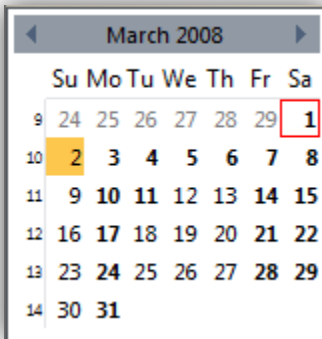 March 2008
Su Mo Tu We Th Fr Sa
9 24 25 26 27 28 29 1
10 2 3 4 5 6 7 8
11 9 10 11 12 13 14 15
12 16 17 18 19 20 21 22
13 23 24 25 26 27 28 29
14 30 31